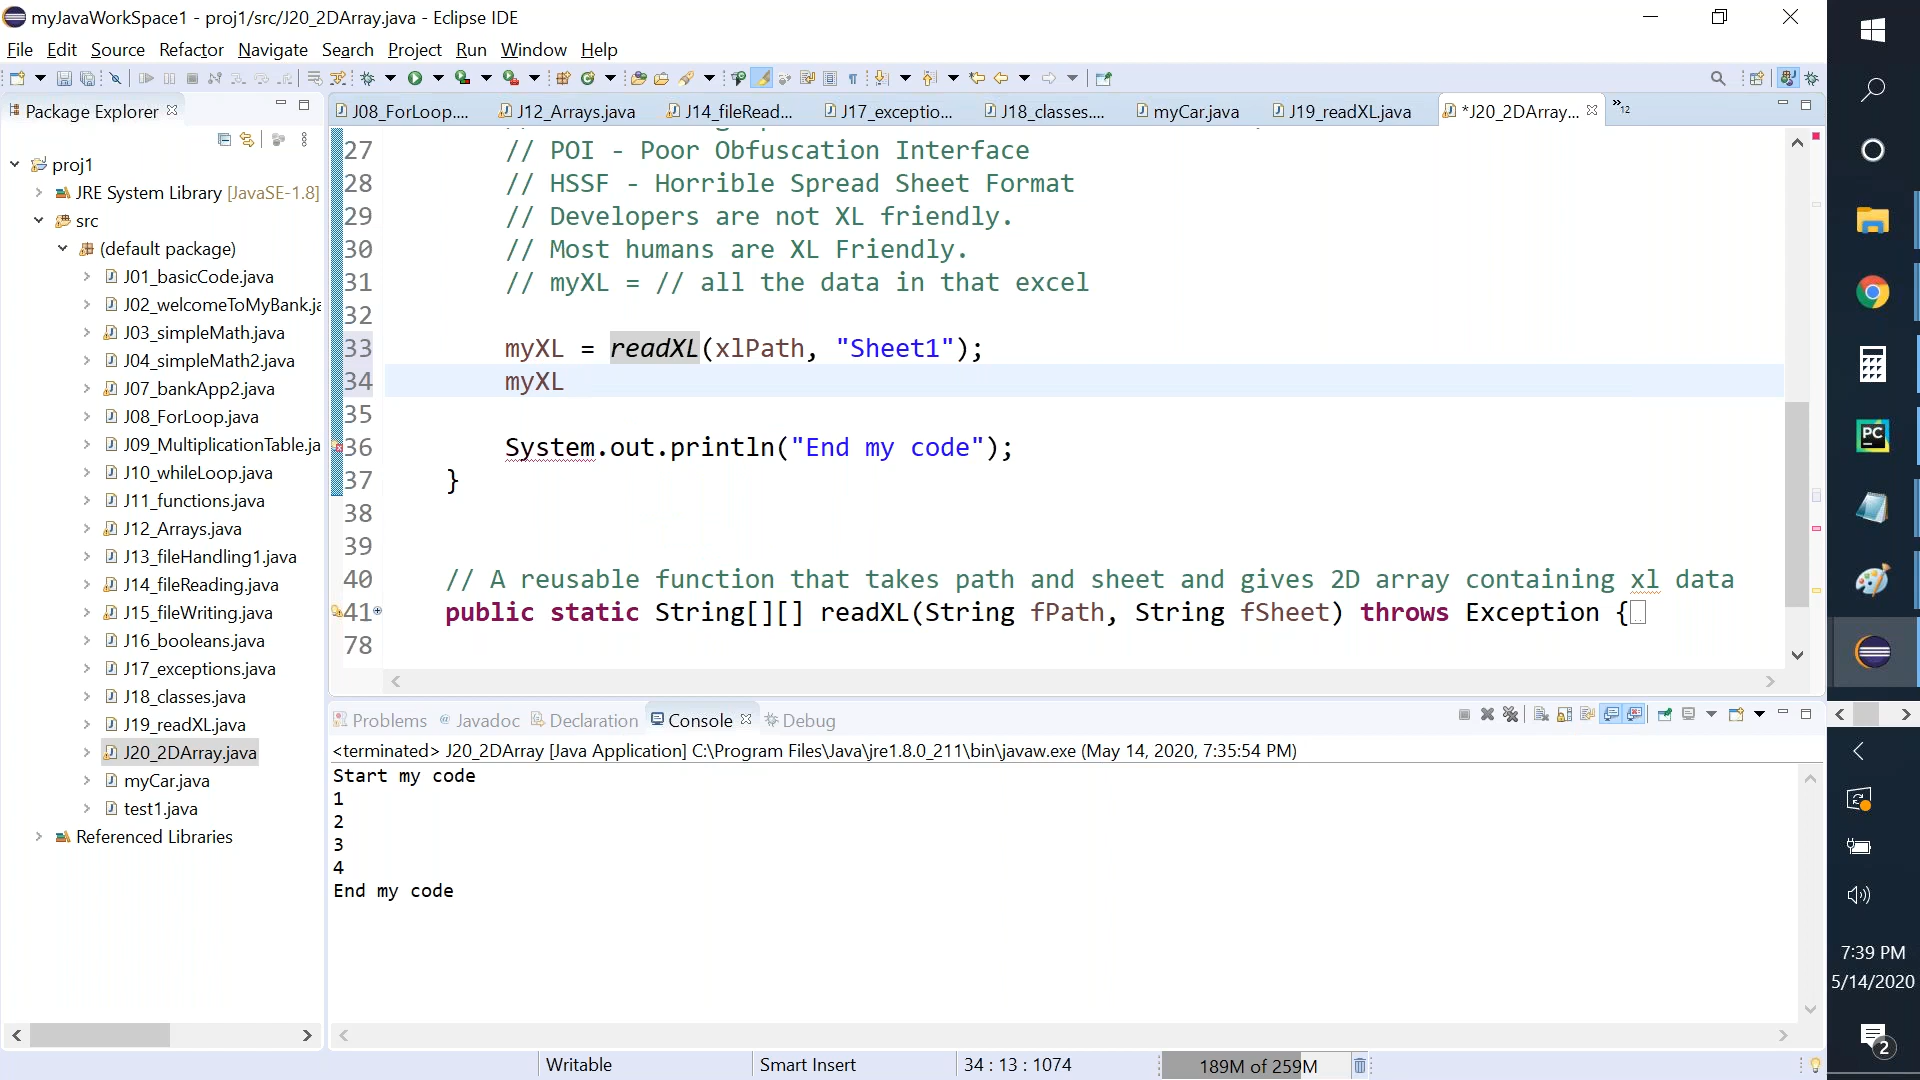 myJavaWorkSpace1 - proj1/src/J20_2DArray.java - Eclipse IDE
File Edit Source Refactor Navigate Search Project Run Window Help
Package Explorer
J08_ForLoop.... J12_Arrays.java J14_fileRead... J17_exceptio... J18_classes.... myCar.java J19_readXL.java *J20_2DArray... »12
proj1
JRE System Library [JavaSE-1.8]
src
(default package)
J01_basicCode.java
J02_welcomeToMyBank.ja
J03_simpleMath.java
J04_simpleMath2.java
J07_bankApp2.java
J08_ForLoop.java
J09_MultiplicationTable.ja
J10_whileLoop.java
J11_functions.java
J12_Arrays.java
J13_fileHandling1.java
J14_fileReading.java
J15_fileWriting.java
J16_booleans.java
J17_exceptions.java
J18_classes.java
J19_readXL.java
J20_2DArray.java
myCar.java
test1.java
Referenced Libraries
27 // POI - Poor Obfuscation Interface
28 // HSSF - Horrible Spread Sheet Format
29 // Developers are not XL friendly.
30 // Most humans are XL Friendly.
31 // myXL = // all the data in that excel
32
33 myXL = readXL(xlPath, "Sheet1");
34 myXL
35
36 System.out.println("End my code");
37 }
38
39
40 // A reusable function that takes path and sheet and gives 2D array containing xl data
41 public static String[][] readXL(String fPath, String fSheet) throws Exception {
78
Problems @ Javadoc Declaration Console Debug
<terminated> J20_2DArray [Java Application] C:\Program Files\Java\jre1.8.0_211\bin\javaw.exe (May 14, 2020, 7:35:54 PM)
Start my code
1
2
3
4
End my code
Writable Smart Insert 34 : 13 : 1074 189M of 259M
PC
7:39 PM
5/14/2020
2